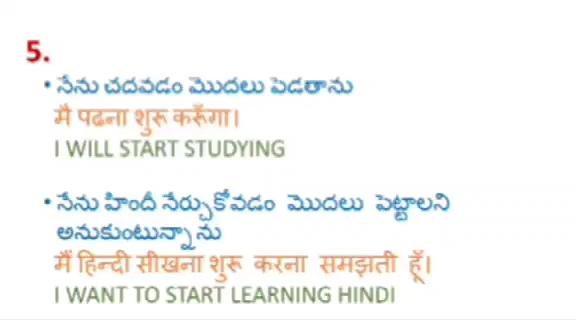 5.
• నేను చదవడం మొదలు పెడతాను
मै पढना शुरू करूँगा।
I WILL START STUDYING
• నేను హిందీ నేర్చుకోవడం మొదలు పెట్టాలని
అనుకుంటున్నాను
मैं हिन्दी सीखना शुरू करना समझती हूँ।
I WANT TO START LEARNING HINDI